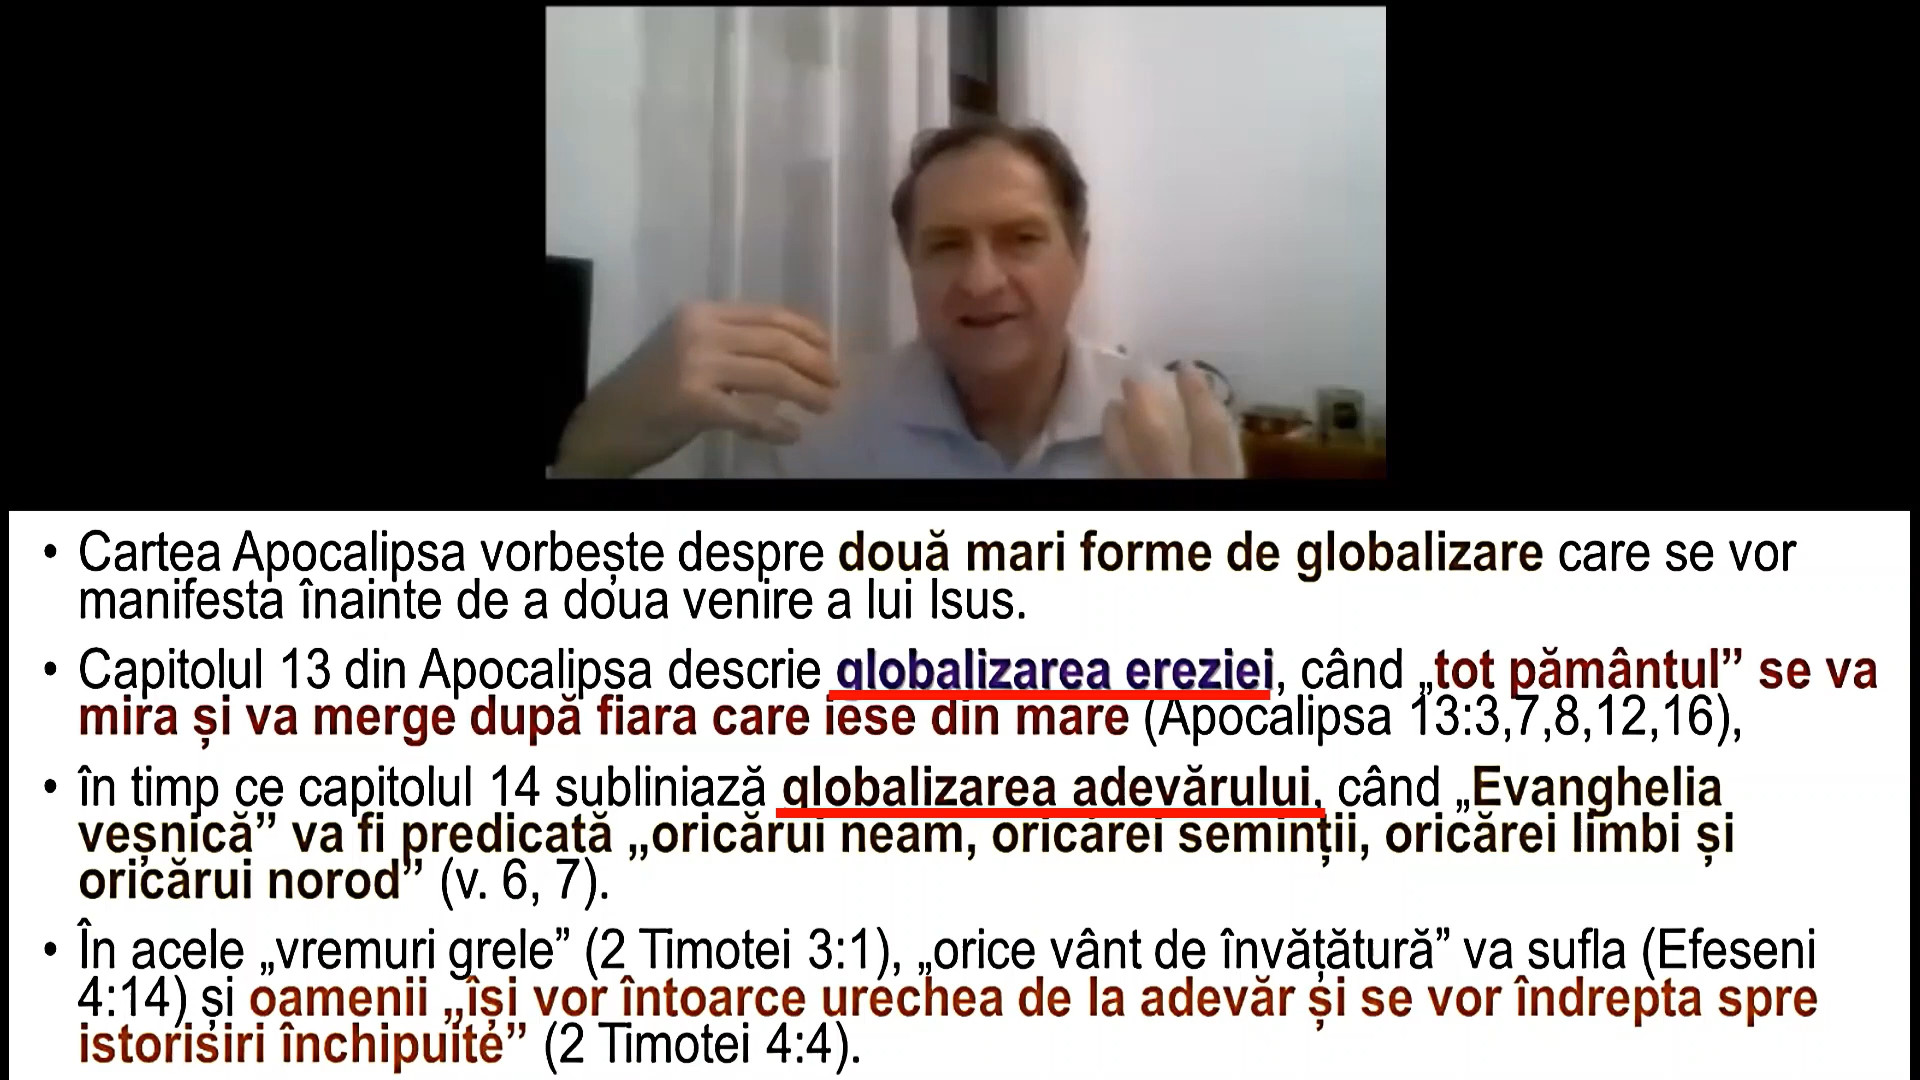 • Cartea Apocalipsa vorbește despre două mari forme de globalizare care se vor
manifesta înainte de a doua venire a lui Isus.
• Capitolul 13 din Apocalipsa descrie globalizarea ereziei, când „tot pământul” se va
mira și va merge după fiara care iese din mare (Apocalipsa 13:3,7,8,12,16),
• în timp ce capitolul 14 subliniază globalizarea adevărului, când „Evanghelia
veșnică” va fi predicată „oricărui neam, oricărei seminții, oricărei limbi și
oricărui norod” (v. 6, 7).
• În acele „vremuri grele” (2 Timotei 3:1), „orice vânt de învățătură” va sufla (Efeseni
4:14) și oamenii „își vor întoarce urechea de la adevăr și se vor îndrepta spre
istorisiri închipuite” (2 Timotei 4:4).